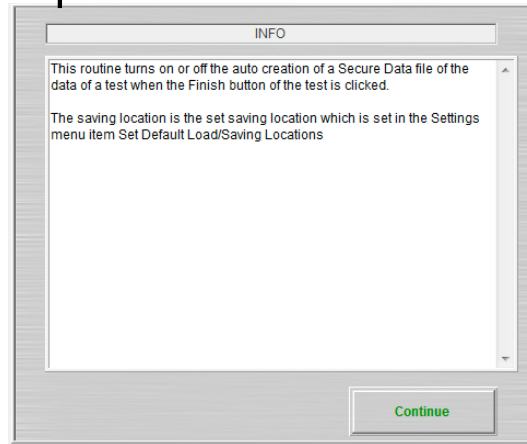 INFO
This routine turns on or off the auto creation of a Secure Data file of the
data of a test when the Finish button of the test is clicked.
The saving location is the set saving location which is set in the Settings
menu item Set Default Load/Saving Locations
Continue